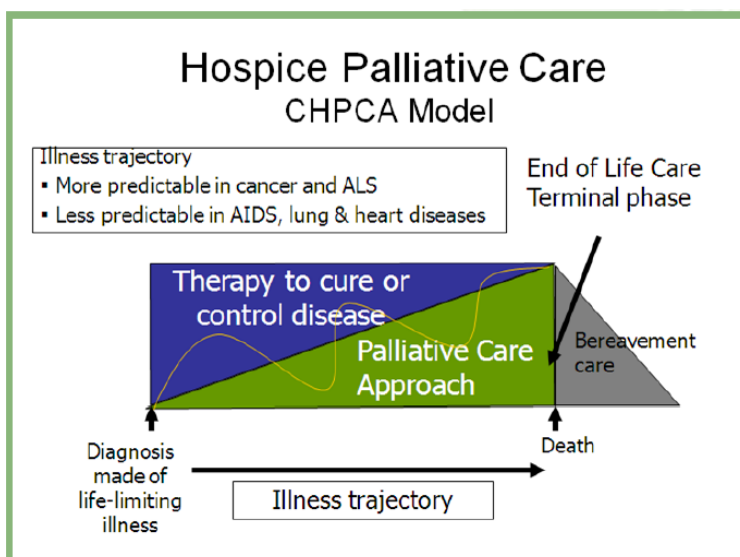 Hospice Palliative Care
CHPCA Model
Illness trajectory
▪ More predictable in cancer and ALS
▪ Less predictable in AIDS, lung & heart diseases
End of Life Care
Terminal phase
Therapy to cure or
control disease
Palliative Care
Approach
Bereavement
care
Diagnosis
made of
life-limiting
illness
Death
Illness trajectory